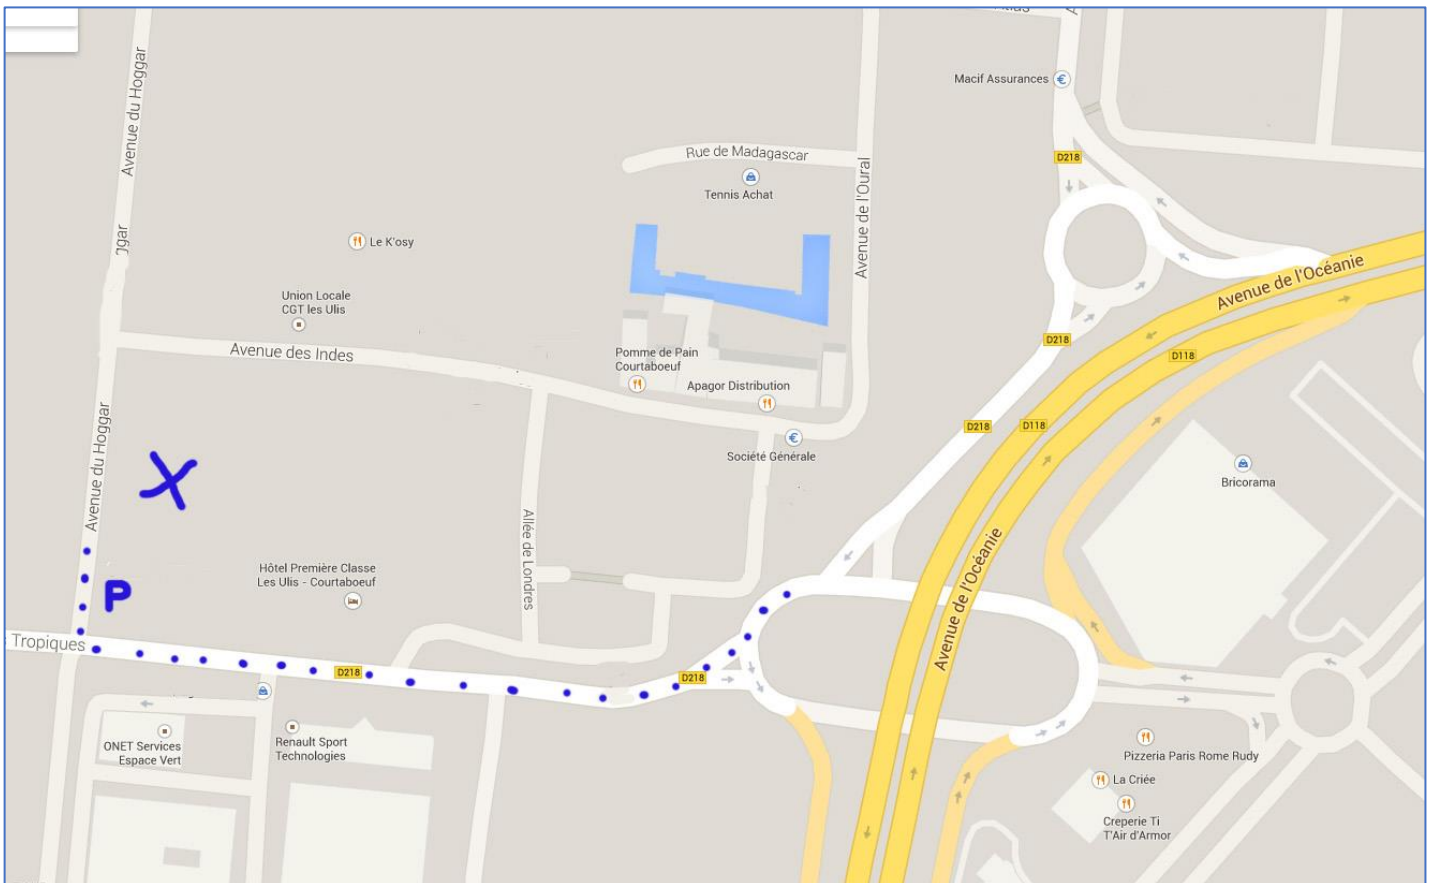 Avenue du Hoggar
Macif Assurances
D218
Rue de Madagascar
Tennis Achat
Avenue de l'Oural
Le K'osy
Avenue de l'Océanie
Union Locale
CGT les Ulis
D218
D118
Avenue des Indes
Pomme de Pain
Courtaboeuf
Apagor Distribution
D218
D118
Société Générale
Avenue du Hoggar
X
Bricorama
Allée de Londres
Hôtel Première Classe
Les Ulis - Courtaboeuf
P
Avenue de l'Océanie
Tropiques
D218
D218
ONET Services
Espace Vert
Renault Sport
Technologies
Pizzeria Paris Rome Rudy
La Criée
Creperie Ti
T'Air d'Armor